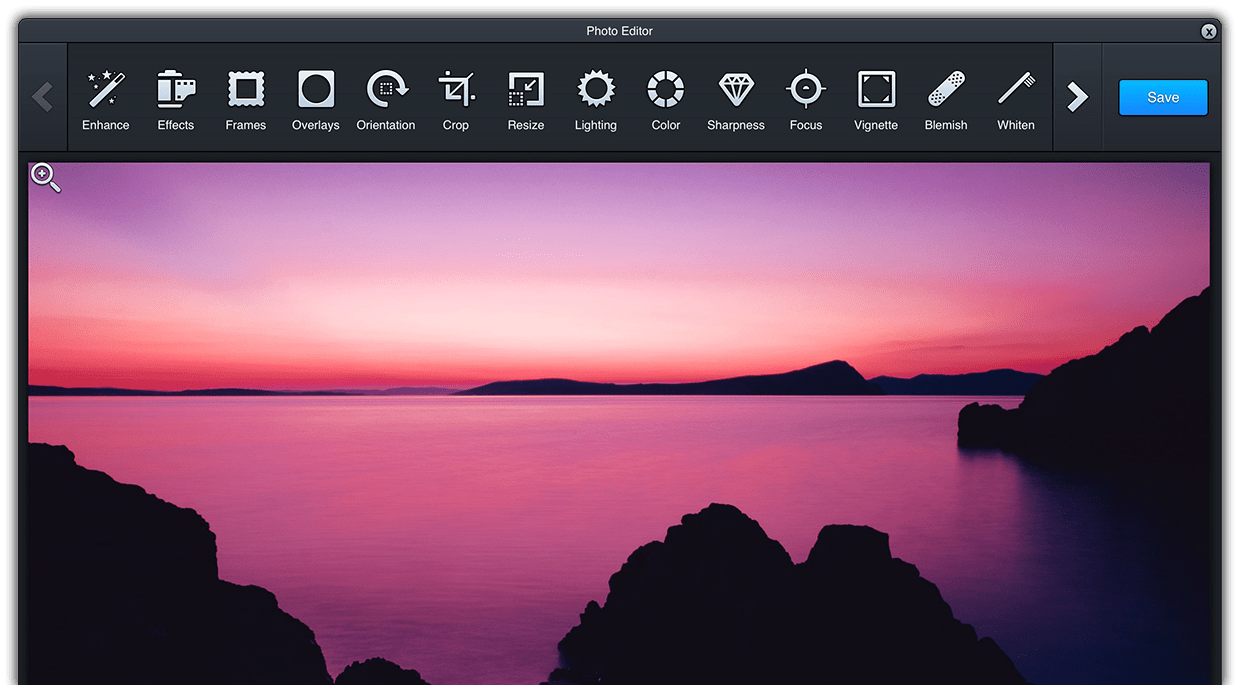 Photo Editor
x
Enhance Effects Frames Overlays Orientation Crop Resize Lighting Color Sharpness Focus Vignette Blemish Whiten
Save